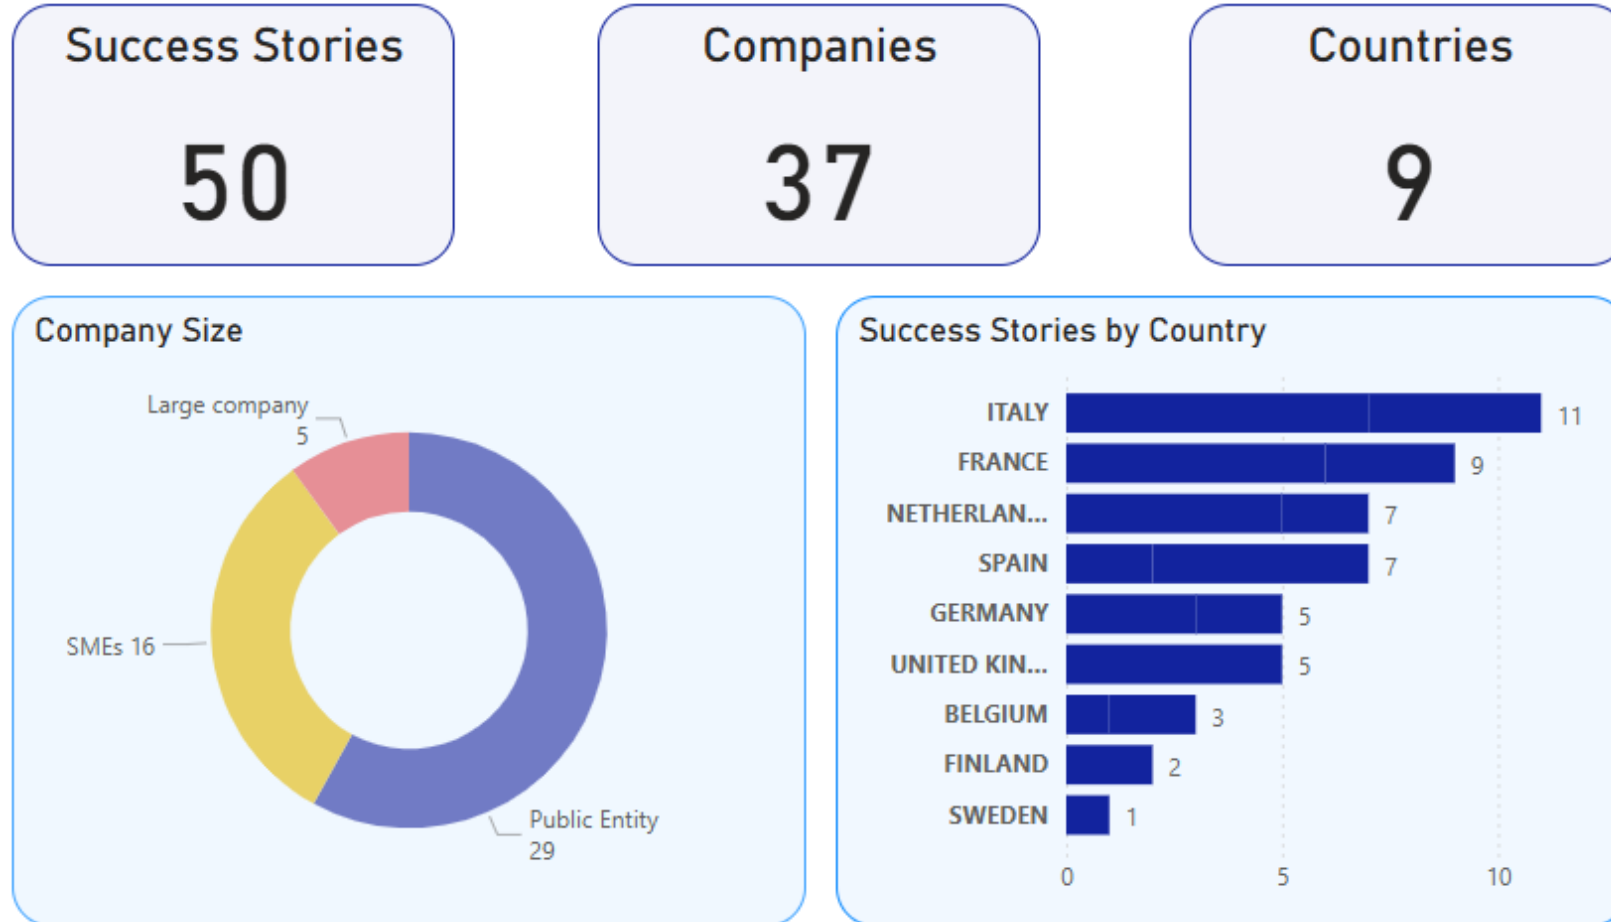 Success Stories
50
Companies
37
Countries
9
Company Size
Large company
5
SMEs 16
Public Entity
29
Success Stories by Country
ITALY 11
FRANCE 9
NETHERLAN... 7
SPAIN 7
GERMANY 5
UNITED KIN... 5
BELGIUM 3
FINLAND 2
SWEDEN 1
0 5 10